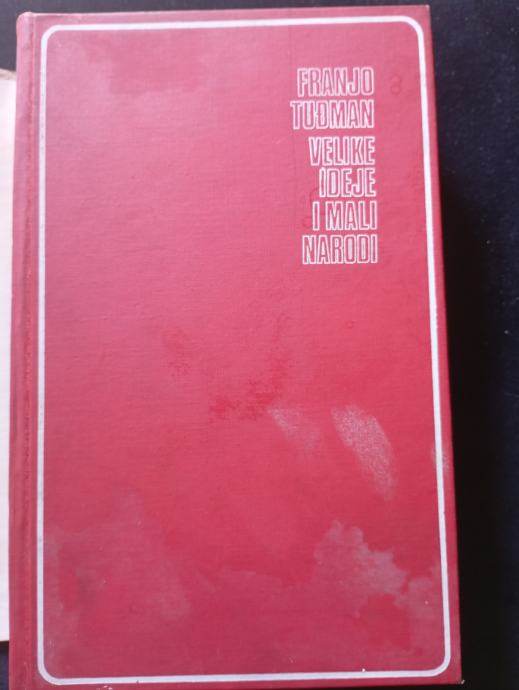 FRANJO
TUĐMAN
VELIKE
IDEJE
I MALI
NARODI